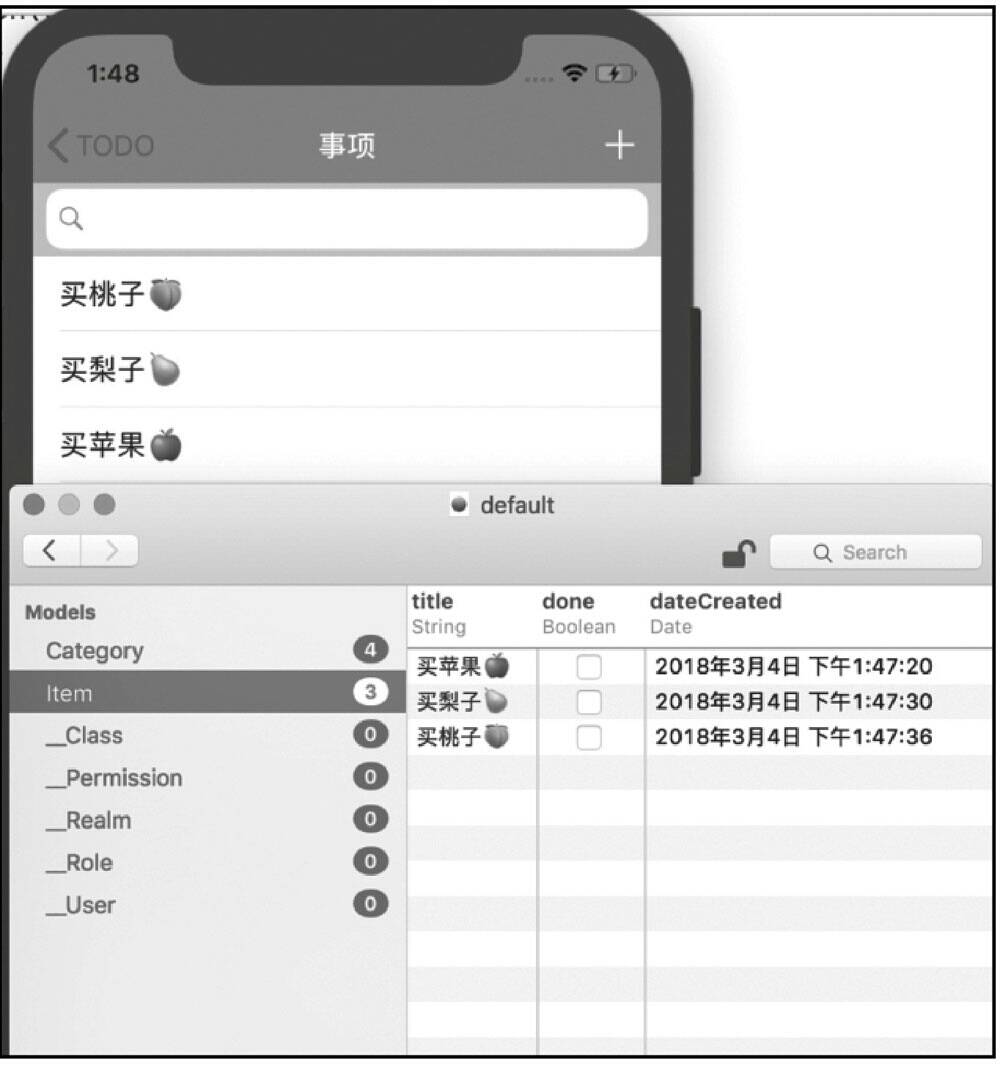 1:48
TODO 事项 +
买桃子🍑
买梨子🍐
买苹果🍎
default
Search
Models
Category 4
Item 3
__Class 0
__Permission 0
__Realm 0
__Role 0
__User 0
title done dateCreated
String Boolean Date
买苹果🍎 2018年3月4日 下午1:47:20
买梨子🍐 2018年3月4日 下午1:47:30
买桃子🍑 2018年3月4日 下午1:47:36